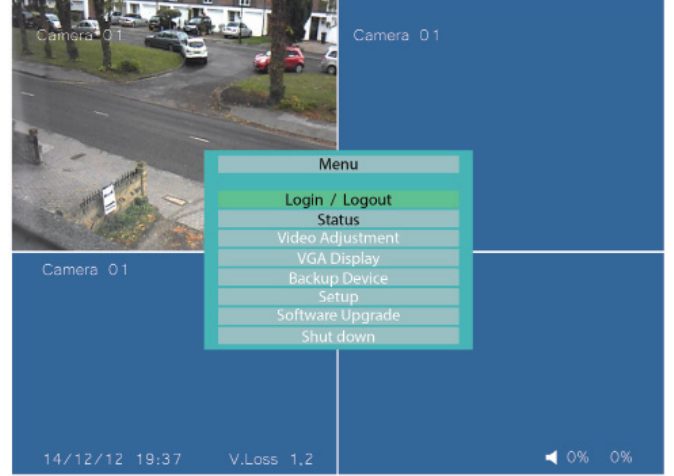 Camera 01
Camera 01
Menu
Login / Logout
Status
Video Adjustment
VGA Display
Backup Device
Setup
Software Upgrade
Shut down
Camera 01
14/12/12 19:37 V.Loss 1,2
0% 0%